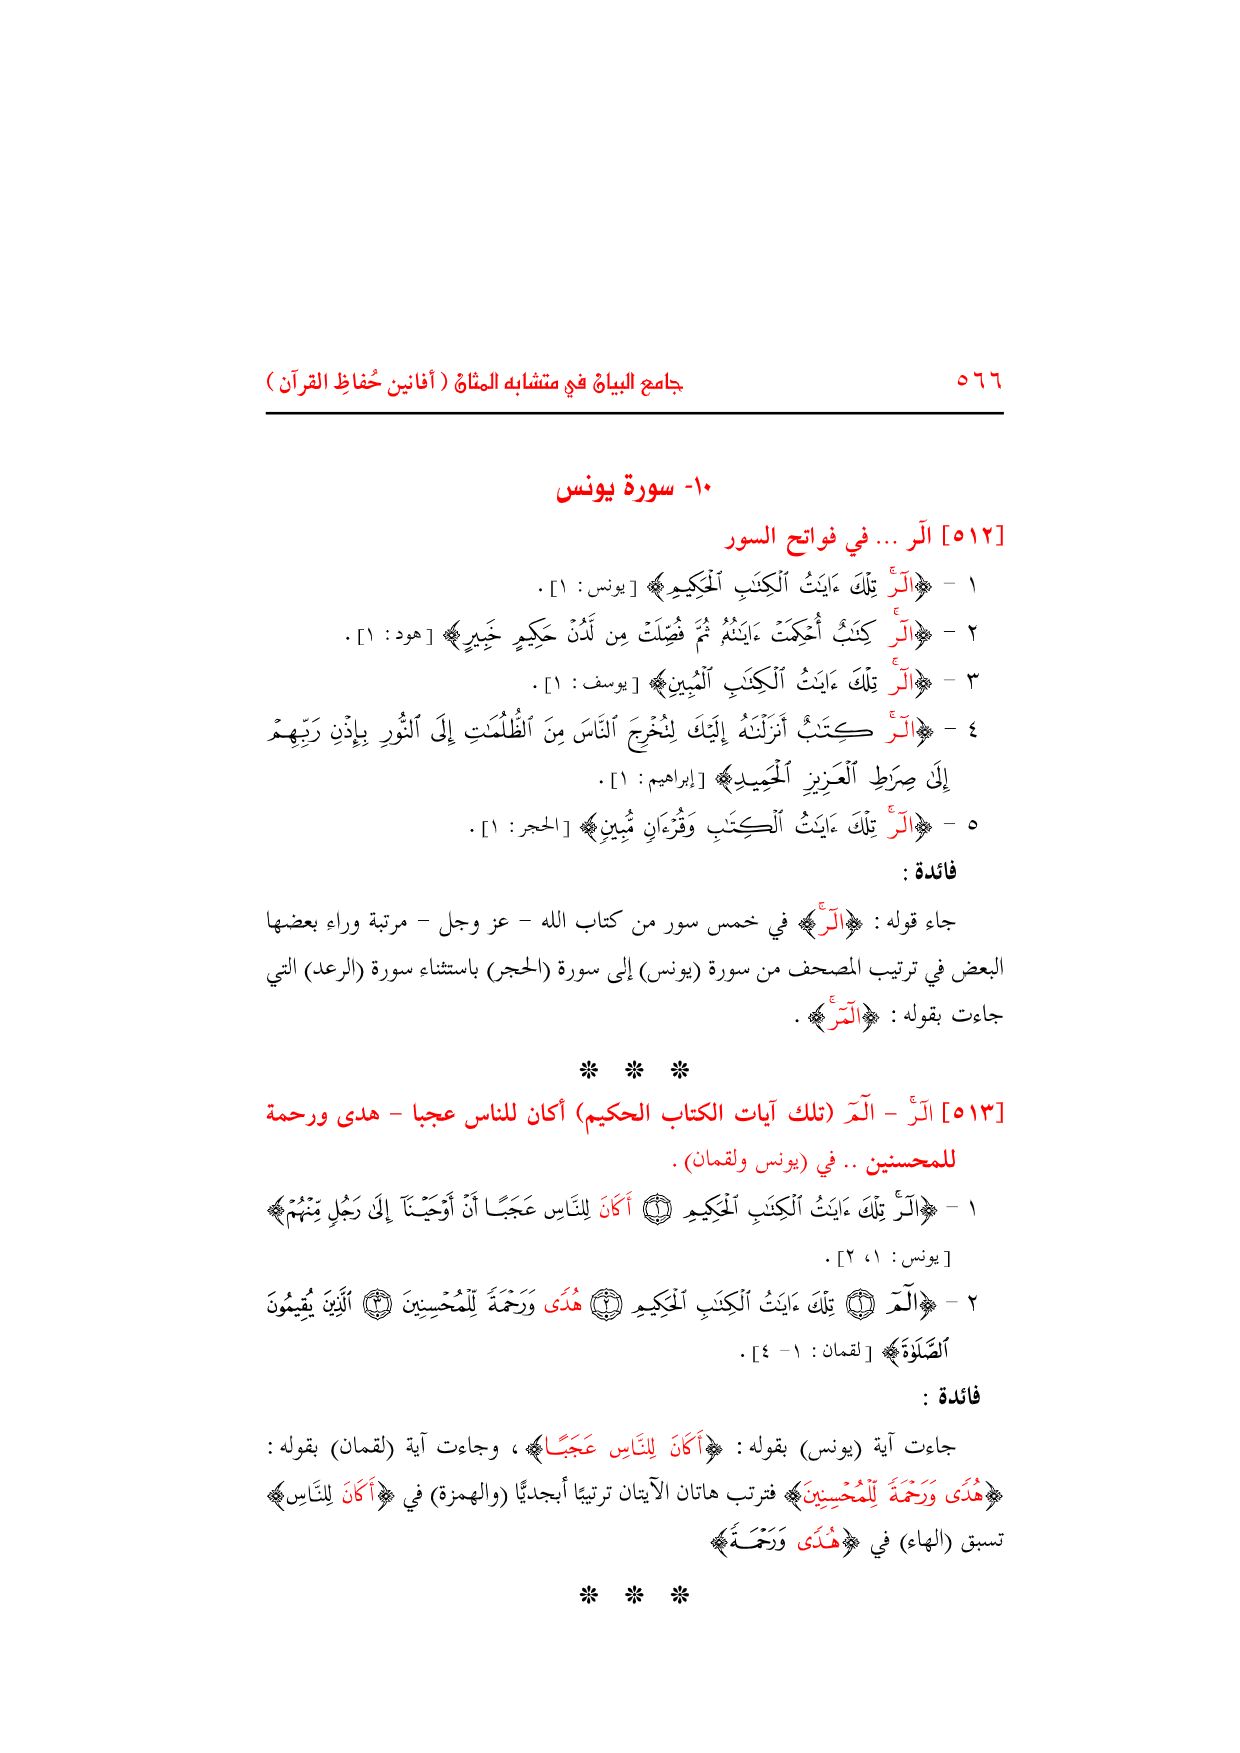 ٥٦٦ جامع البيان في متشابه المثان ( أفانين حُفاظِ القرآن )
١٠- سورة يونس
[٥١٢] الٓر ... في فواتح السور
١ – ﴿الٓرۚ تِلۡكَ ءَايَٰتُ ٱلۡكِتَٰبِ ٱلۡحَكِيمِ﴾ [يونس: ١].
٢ – ﴿الٓرۚ كِتَٰبٌ أُحۡكِمَتۡ ءَايَٰتُهُۥ ثُمَّ فُصِّلَتۡ مِن لَّدُنۡ حَكِيمٍ خَبِيرٍ﴾ [هود: ١].
٣ – ﴿الٓرۚ تِلۡكَ ءَايَٰتُ ٱلۡكِتَٰبِ ٱلۡمُبِينِ﴾ [يوسف: ١].
٤ – ﴿الٓرۚ كِتَٰبٌ أَنزَلۡنَٰهُ إِلَيۡكَ لِتُخۡرِجَ ٱلنَّاسَ مِنَ ٱلظُّلُمَٰتِ إِلَى ٱلنُّورِ بِإِذۡنِ رَبِّهِمۡ
إِلَىٰ صِرَٰطِ ٱلۡعَزِيزِ ٱلۡحَمِيدِ﴾ [إبراهيم: ١].
٥ – ﴿الٓرۚ تِلۡكَ ءَايَٰتُ ٱلۡكِتَٰبِ وَقُرۡءَانٖ مُّبِينٖ﴾ [الحجر: ١].
فائدة :
جاء قوله : ﴿الٓرۚ﴾ في خمس سور من كتاب الله – عز وجل – مرتبة وراء بعضها
البعض في ترتيب المصحف من سورة (يونس) إلى سورة (الحجر) باستثناء سورة (الرعد) التي
جاءت بقوله : ﴿الٓمٓرۚ﴾ .
* * *
[٥١٣] الٓرۚ – الٓمٓ (تلك آيات الكتاب الحكيم) أكان للناس عجبا – هدى ورحمة
للمحسنين .. في (يونس ولقمان) .
١ – ﴿الٓرۚ تِلۡكَ ءَايَٰتُ ٱلۡكِتَٰبِ ٱلۡحَكِيمِ ١ أَكَانَ لِلنَّاسِ عَجَبًا أَنۡ أَوۡحَيۡنَآ إِلَىٰ رَجُلٖ مِّنۡهُمۡ﴾
[يونس: ١، ٢] .
٢ – ﴿الٓمٓ ١ تِلۡكَ ءَايَٰتُ ٱلۡكِتَٰبِ ٱلۡحَكِيمِ ٢ هُدٗى وَرَحۡمَةٗ لِّلۡمُحۡسِنِينَ ٣ ٱلَّذِينَ يُقِيمُونَ
ٱلصَّلَوٰةَ﴾ [لقمان: ١– ٤] .
فائدة :
جاءت آية (يونس) بقوله : ﴿أَكَانَ لِلنَّاسِ عَجَبًا﴾ ، وجاءت آية (لقمان) بقوله :
﴿هُدٗى وَرَحۡمَةٗ لِّلۡمُحۡسِنِينَ﴾ فترتب هاتان الآيتان ترتيبًا أبجديًّا (والهمزة) في ﴿أَكَانَ لِلنَّاسِ﴾
تسبق (الهاء) في ﴿هُدٗى وَرَحۡمَةٗ﴾
* * *